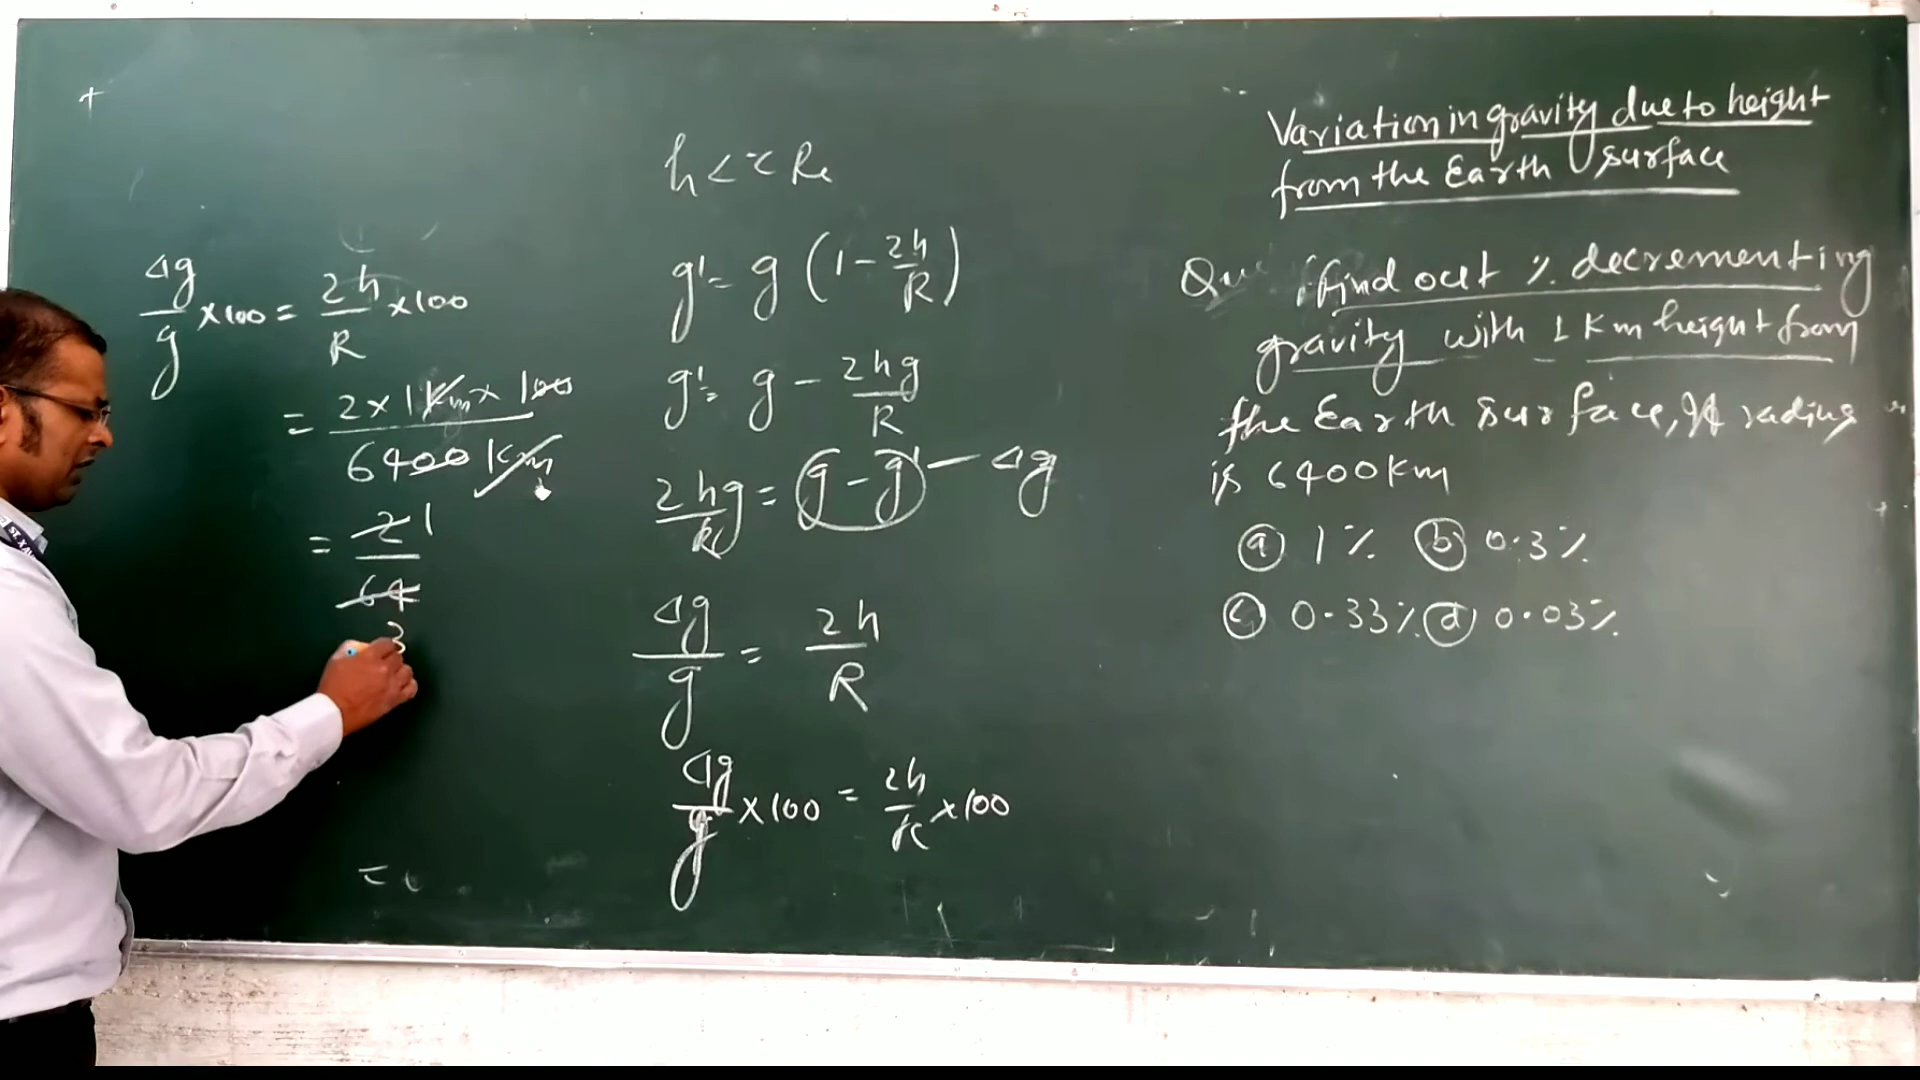 Variation in gravity due to height
from the Earth surface
Find out % decrement ing
gravity with 1 Km height from
the Earth surface, If radius
is 6400 Km
(a) 1% (b) 0.3%
(c) 0.33% (d) 0.03%
h << Re
g' = g (1 - 2h/R)
g' = g - 2hg/R
2hg/R = g - g' - Δg
Δg/g = 2h/R
Δg/g × 100 = 2h/R × 100
Δg/g × 100 = 2h/R × 100
= 2 × 1 Km × 100 / 6400 Km
= 2 1 / 64
3
=